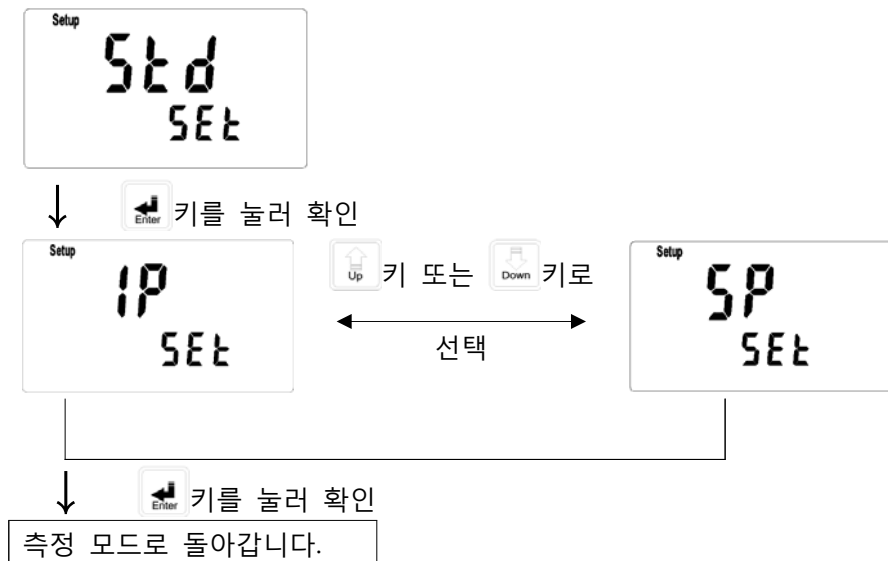 Setup
Std
SEt
↓ Enter 키를 눌러 확인
Setup
1P
SEt
Up 키 또는 Down 키로
선택
Setup
5P
SEt
↓ Enter 키를 눌러 확인
측정 모드로 돌아갑니다.